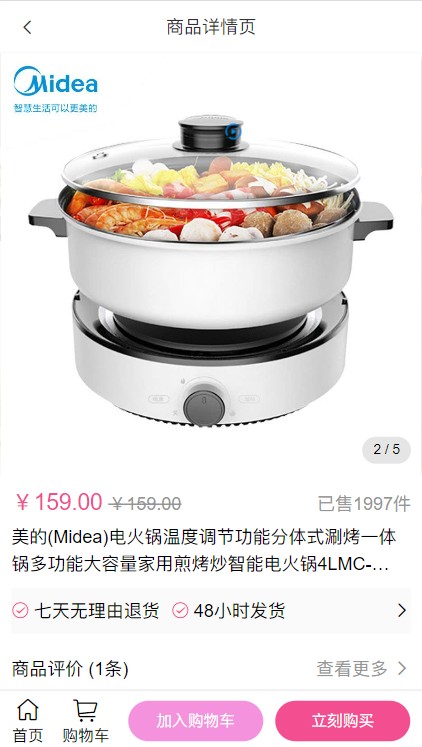 商品详情页
Midea
智慧生活可以更美的
2 / 5
￥159.00 ￥159.00 已售1997件
美的(Midea)电火锅温度调节功能分体式涮烤一体
锅多功能大容量家用煎烤炒智能电火锅4LMC-...
七天无理由退货 48小时发货
商品评价 (1条) 查看更多
首页 购物车 加入购物车 立刻购买